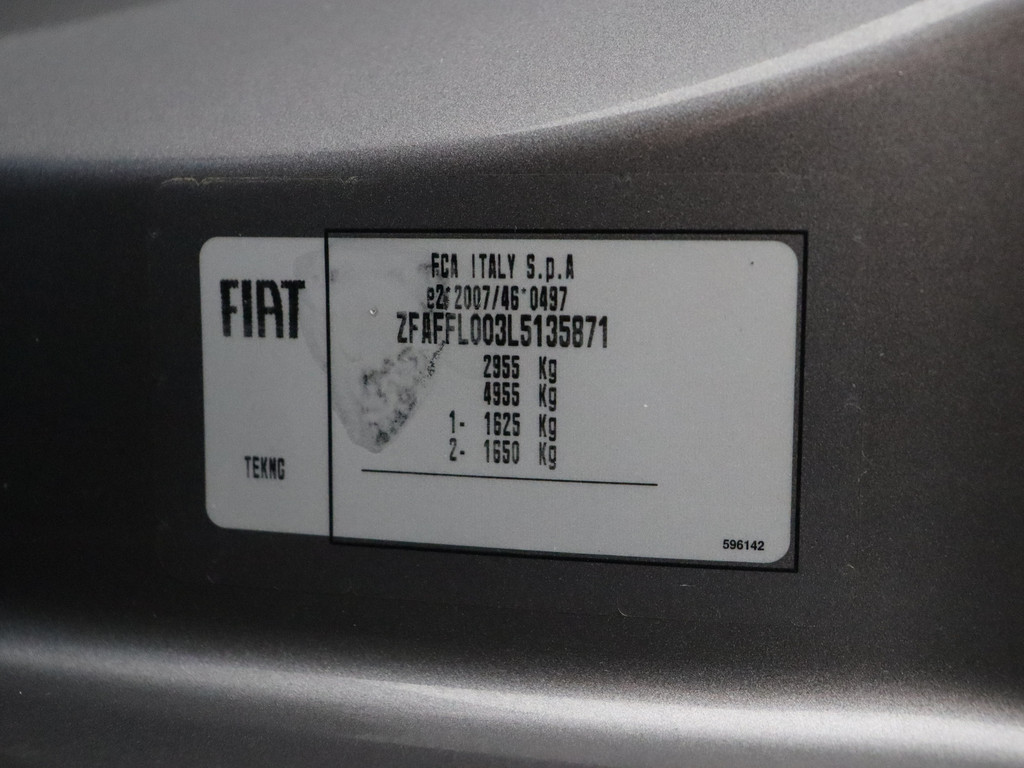 FIAT
FCA ITALY S.p.A
e2*2007/46*0497
ZFAFFL003L5135871
2955 Kg
4955 Kg
1- 1625 Kg
2- 1650 Kg
TEKNG
596142